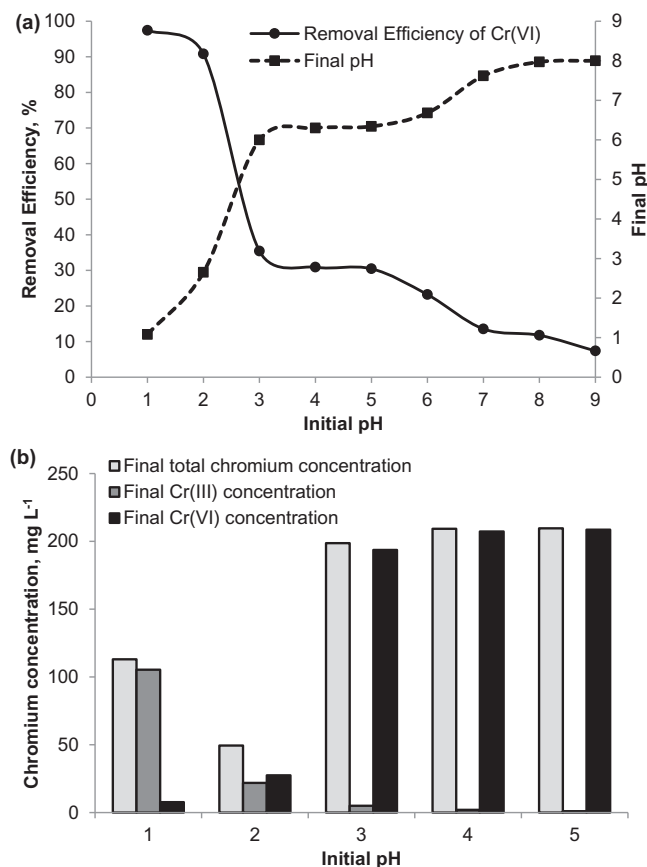 (a)
Removal Efficiency of Cr(VI)
Final pH
100
90
80
70
60
50
40
30
20
10
0
Removal Efficiency, %
9
8
7
6
5
4
3
2
1
0
Final pH
0 1 2 3 4 5 6 7 8 9
Initial pH
(b)
Final total chromium concentration
Final Cr(III) concentration
Final Cr(VI) concentration
250
200
150
100
50
0
Chromium concentration, mg L-1
1 2 3 4 5
Initial pH